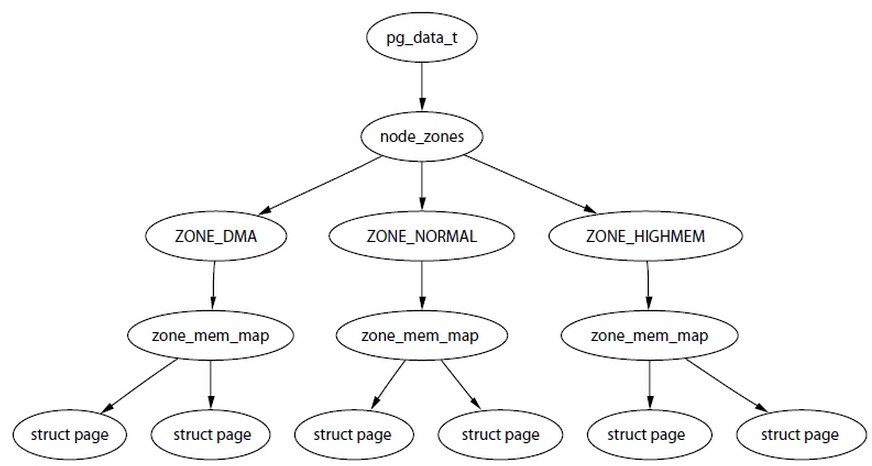 pg_data_t
node_zones
ZONE_DMA
ZONE_NORMAL
ZONE_HIGHMEM
zone_mem_map
zone_mem_map
zone_mem_map
struct page
struct page
struct page
struct page
struct page
struct page